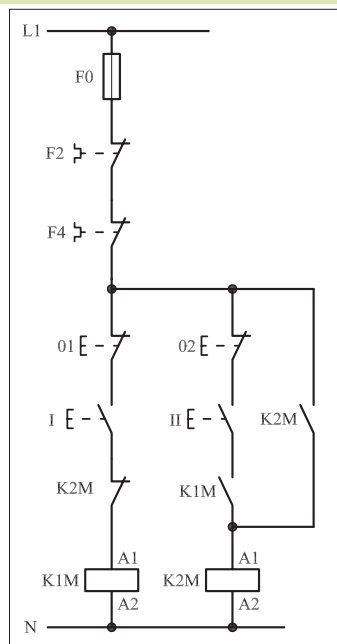 L1
F0
F2
F4
01 02
I II K2M
K2M K1M
A1 A1
K1M K2M
A2 A2
N